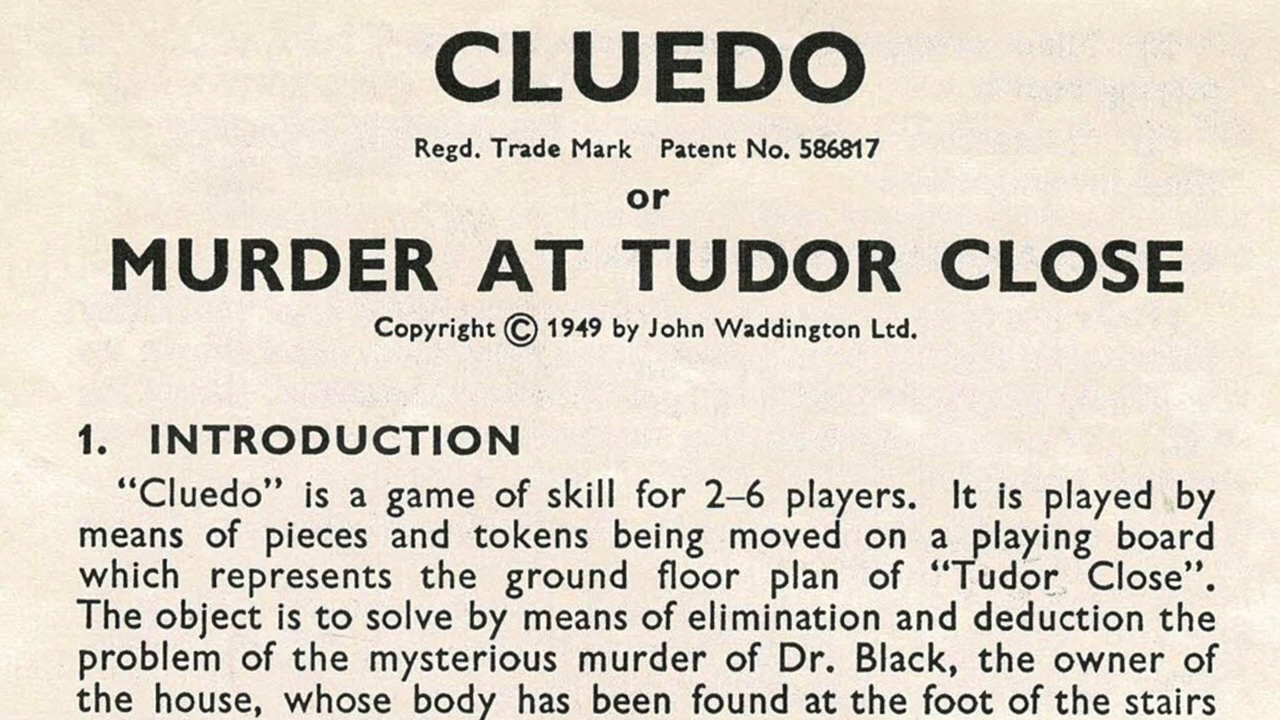 CLUEDO
Regd. Trade Mark Patent No. 586817
or
MURDER AT TUDOR CLOSE
Copyright © 1949 by John Waddington Ltd.
1. INTRODUCTION
“Cluedo” is a game of skill for 2–6 players. It is played by
means of pieces and tokens being moved on a playing board
which represents the ground floor plan of “Tudor Close”.
The object is to solve by means of elimination and deduction the
problem of the mysterious murder of Dr. Black, the owner of
the house, whose body has been found at the foot of the stairs